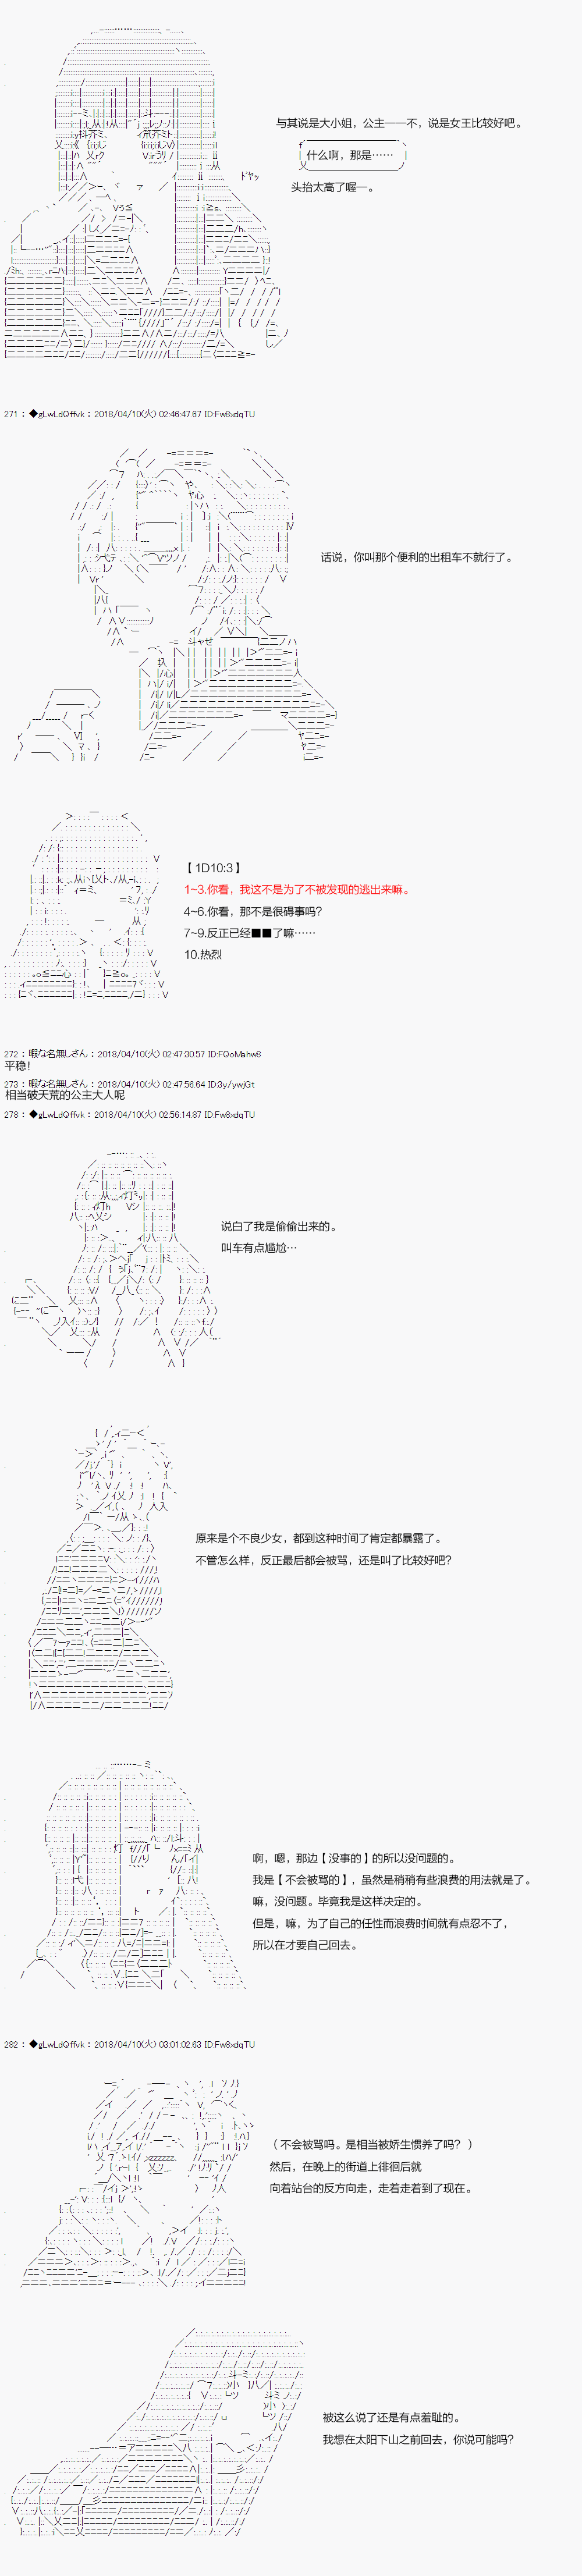 与其说是大小姐，公主——不，说是女王比较好吧。
什么啊，那是……
头抬太高了喔—。
271 : ◆gLwLdQffvk : 2018/04/10(火) 02:46:47.67 ID:Fw8xdqTU
话说，你叫那个便利的出租车不就行了。
【1D10:3】
1~3.你看，我这不是为了不被发现的逃出来嘛。
4~6.你看，那不是很碍事吗?
7~9.反正已经■■了嘛……
10.热烈
272 : 暇な名無しさん : 2018/04/10(火) 02:47:30.57 ID:FQoMahw8
平稳!
273 : 暇な名無しさん : 2018/04/10(火) 02:47:56.64 ID:3y/ywjGt
相当破天荒的公主大人呢
278 : ◆gLwLdQffvk : 2018/04/10(火) 02:56:14.87 ID:Fw8xdqTU
说白了我是偷偷出来的。
叫车有点尴尬…
原来是个不良少女，都到这种时间了肯定都暴露了。
不管怎么样，反正最后都会被骂，还是叫了比较好吧？
啊，嗯，那边【没事的】的所以没问题的。
我是【不会被骂的】，虽然是稍稍有些浪费的用法就是了。
嘛，没问题。毕竟我是这样决定的。
但是，嘛，为了自己的任性而浪费时间就有点忍不了，
所以在才要自己回去。
282 : ◆gLwLdQffvk : 2018/04/10(火) 03:01:02.63 ID:Fw8xdqTU
（不会被骂吗。是相当被娇生惯养了吗？）
然后，在晚上的街道上徘徊后就
向着站台的反方向走，走着走着到了现在。
被这么说了还是有点羞耻的。
我想在太阳下山之前回去，你说可能吗？